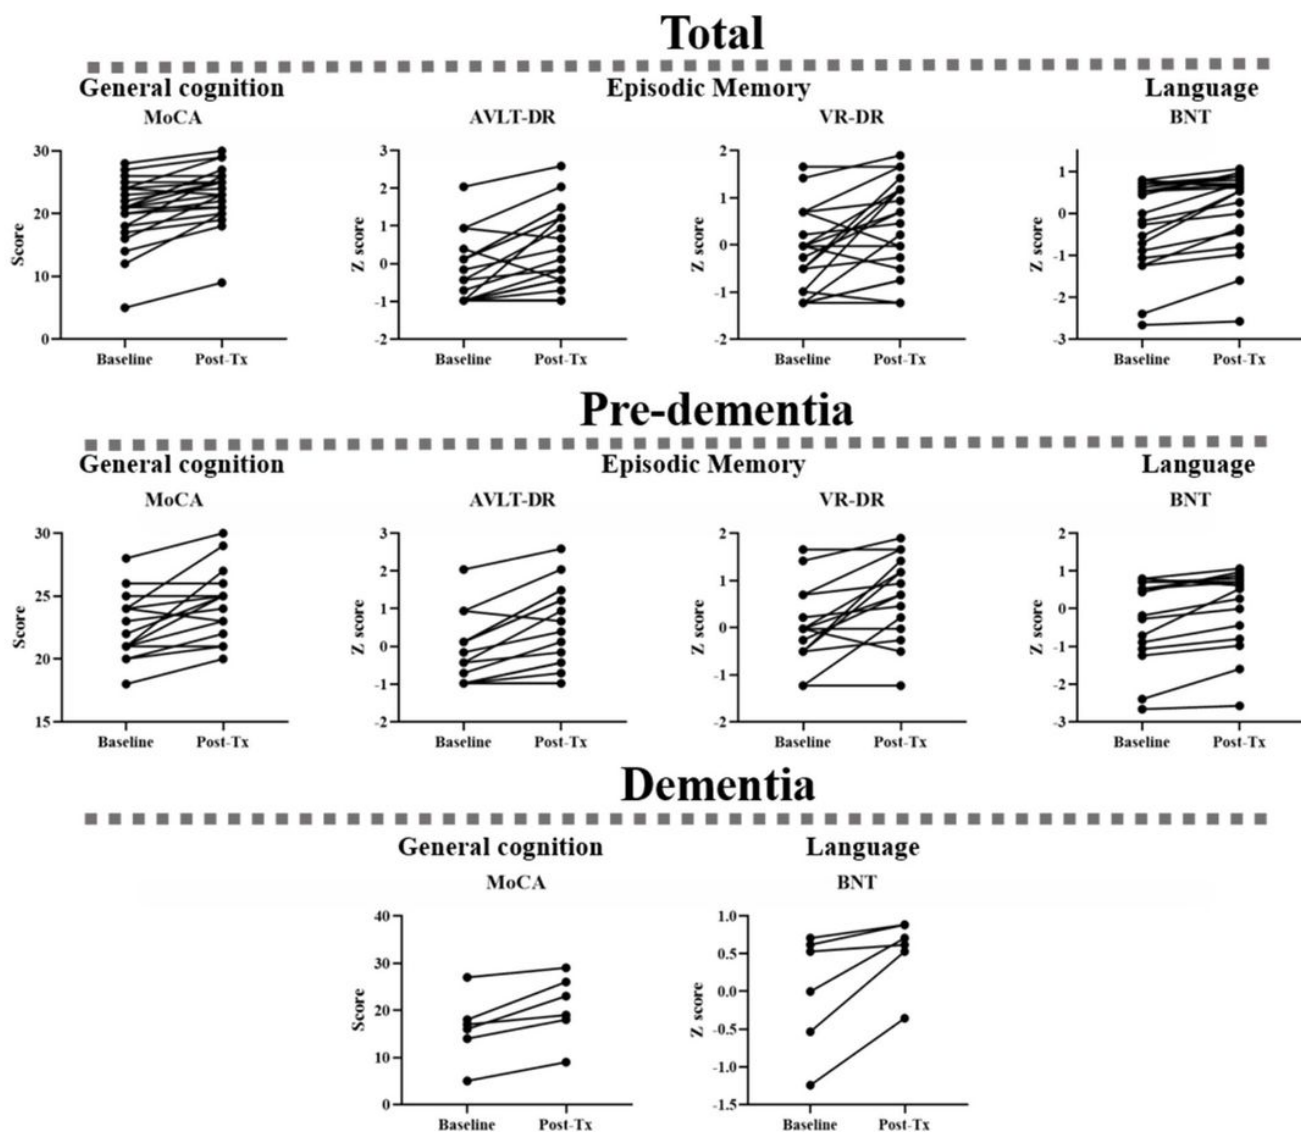 Total
General cognition Episodic Memory Language
MoCA AVLT-DR VR-DR BNT
30 3 2 1
20 2 1 0
10 1 0 -1
0 0 -1 -2
-1 -2 -3
-2
Score Z score Z score Z score
Baseline Post-Tx Baseline Post-Tx Baseline Post-Tx Baseline Post-Tx
Pre-dementia
General cognition Episodic Memory Language
MoCA AVLT-DR VR-DR BNT
30 3 2 2
25 2 1 1
20 1 0 0
15 0 -1 -1
-1 -2 -2
-2 -3
Score Z score Z score Z score
Baseline Post-Tx Baseline Post-Tx Baseline Post-Tx Baseline Post-Tx
Dementia
General cognition Language
MoCA BNT
40 1.0
30 0.5
20 0.0
10 -0.5
0 -1.0
-1.5
Score Z score
Baseline Post-Tx Baseline Post-Tx